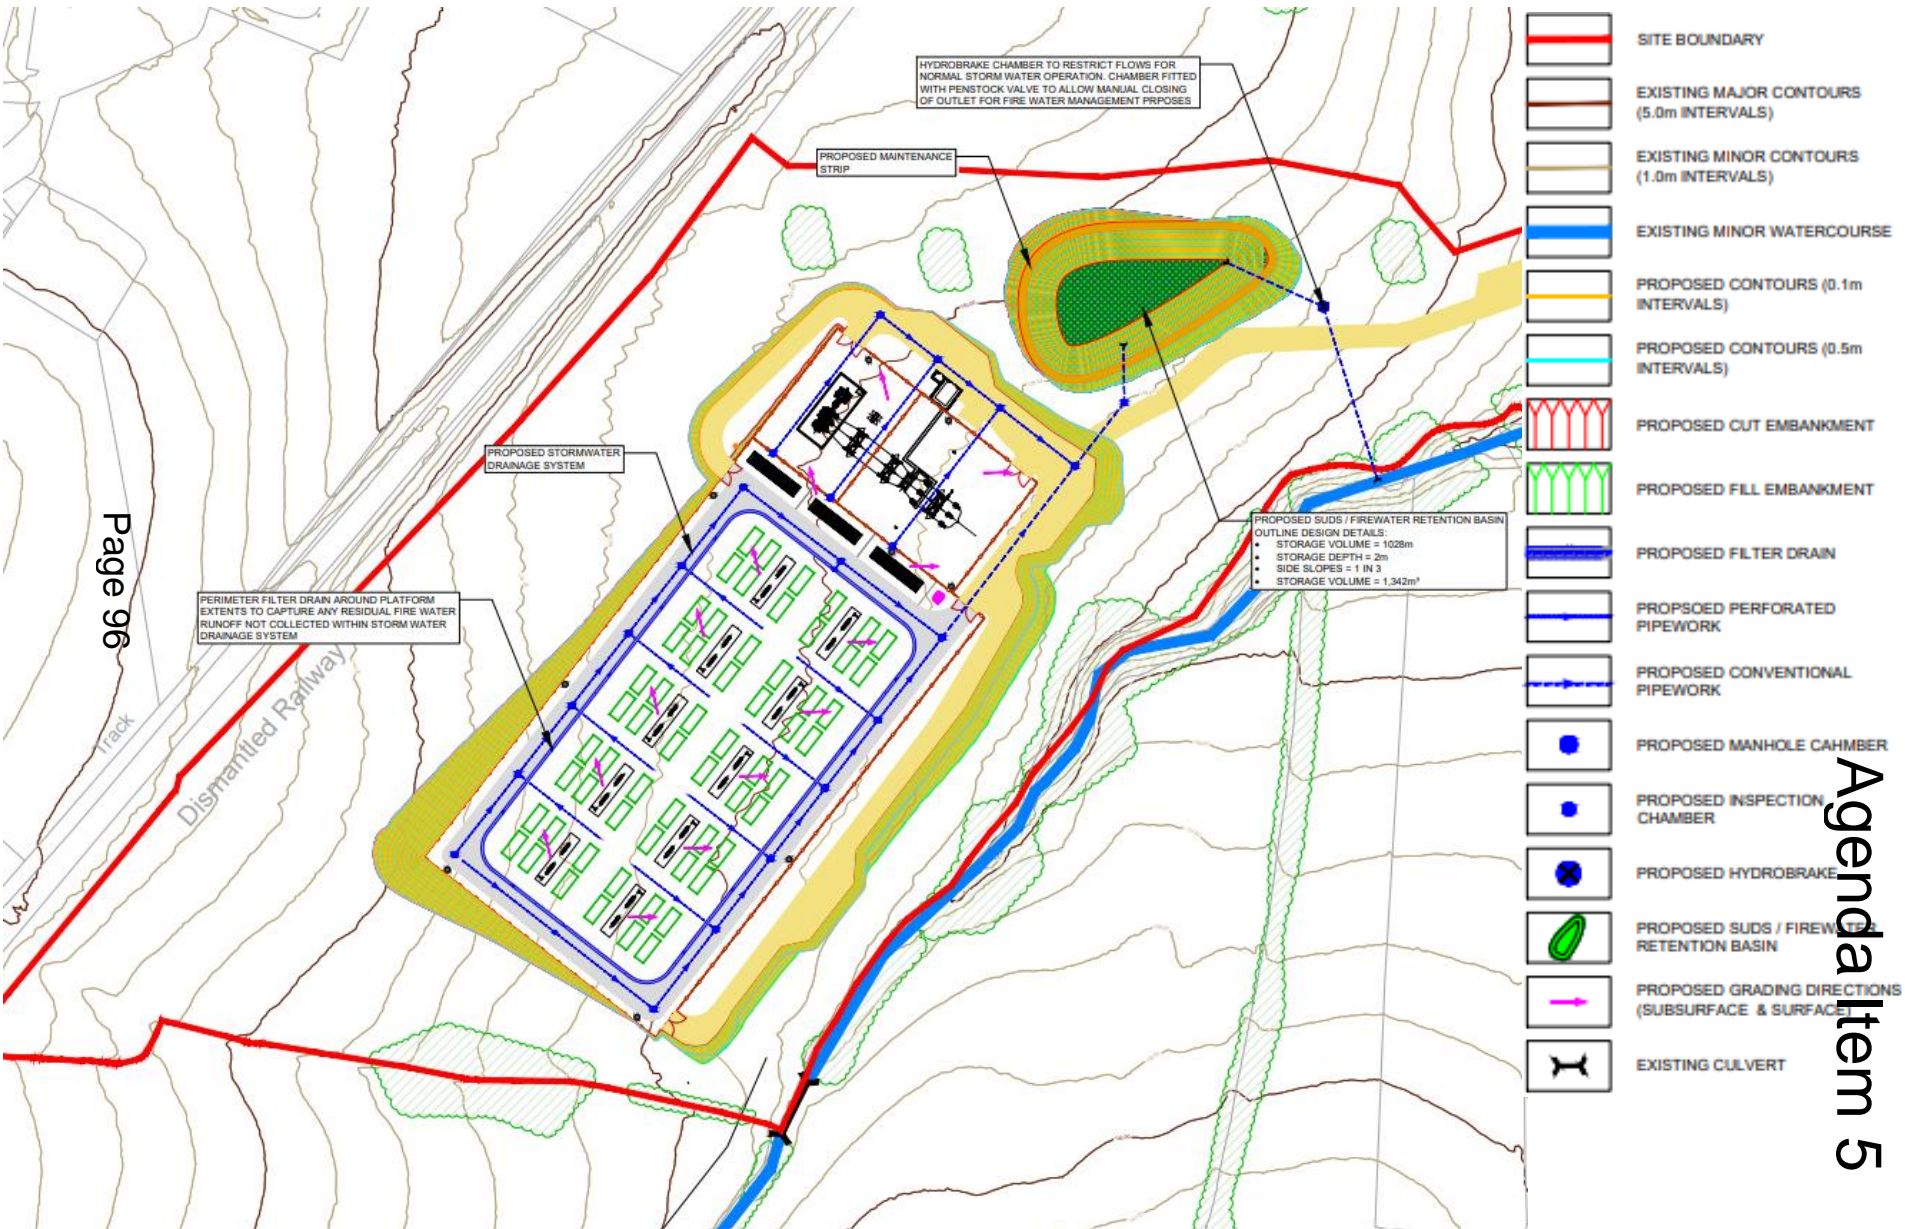 HYDROBRAKE CHAMBER TO RESTRICT FLOWS FOR
NORMAL STORM WATER OPERATION. CHAMBER FITTED
WITH PENSTOCK VALVE TO ALLOW MANUAL CLOSING
OF OUTLET FOR FIRE WATER MANAGEMENT PRPOSES
PROPOSED MAINTENANCE
STRIP
PROPOSED STORMWATER
DRAINAGE SYSTEM
PERIMETER FILTER DRAIN AROUND PLATFORM
EXTENTS TO CAPTURE ANY RESIDUAL FIRE WATER
RUNOFF NOT COLLECTED WITHIN STORM WATER
DRAINAGE SYSTEM
PROPOSED SUDS / FIREWATER RETENTION BASIN
OUTLINE DESIGN DETAILS:
• STORAGE VOLUME = 1028m
• STORAGE DEPTH = 2m
• SIDE SLOPES = 1 IN 3
• STORAGE VOLUME = 1,342m³
Page 96
Track
Dismantled Railway
SITE BOUNDARY
EXISTING MAJOR CONTOURS
(5.0m INTERVALS)
EXISTING MINOR CONTOURS
(1.0m INTERVALS)
EXISTING MINOR WATERCOURSE
PROPOSED CONTOURS (0.1m
INTERVALS)
PROPOSED CONTOURS (0.5m
INTERVALS)
PROPOSED CUT EMBANKMENT
PROPOSED FILL EMBANKMENT
PROPOSED FILTER DRAIN
PROPSOED PERFORATED
PIPEWORK
PROPOSED CONVENTIONAL
PIPEWORK
PROPOSED MANHOLE CAHMBER
PROPOSED INSPECTION
CHAMBER
PROPOSED HYDROBRAKE
PROPOSED SUDS / FIREWATER
RETENTION BASIN
PROPOSED GRADING DIRECTIONS
(SUBSURFACE & SURFACE)
EXISTING CULVERT
Agenda Item 5